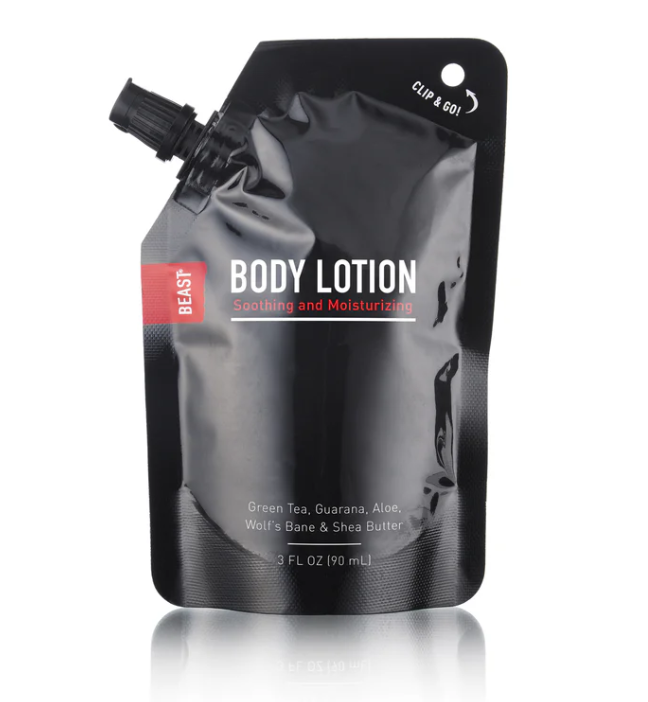 CLIP & GO!
BEAST
BODY LOTION
Soothing and Moisturizing
Green Tea, Guarana, Aloe,
Wolf's Bane & Shea Butter
3 FL OZ (90 mL)